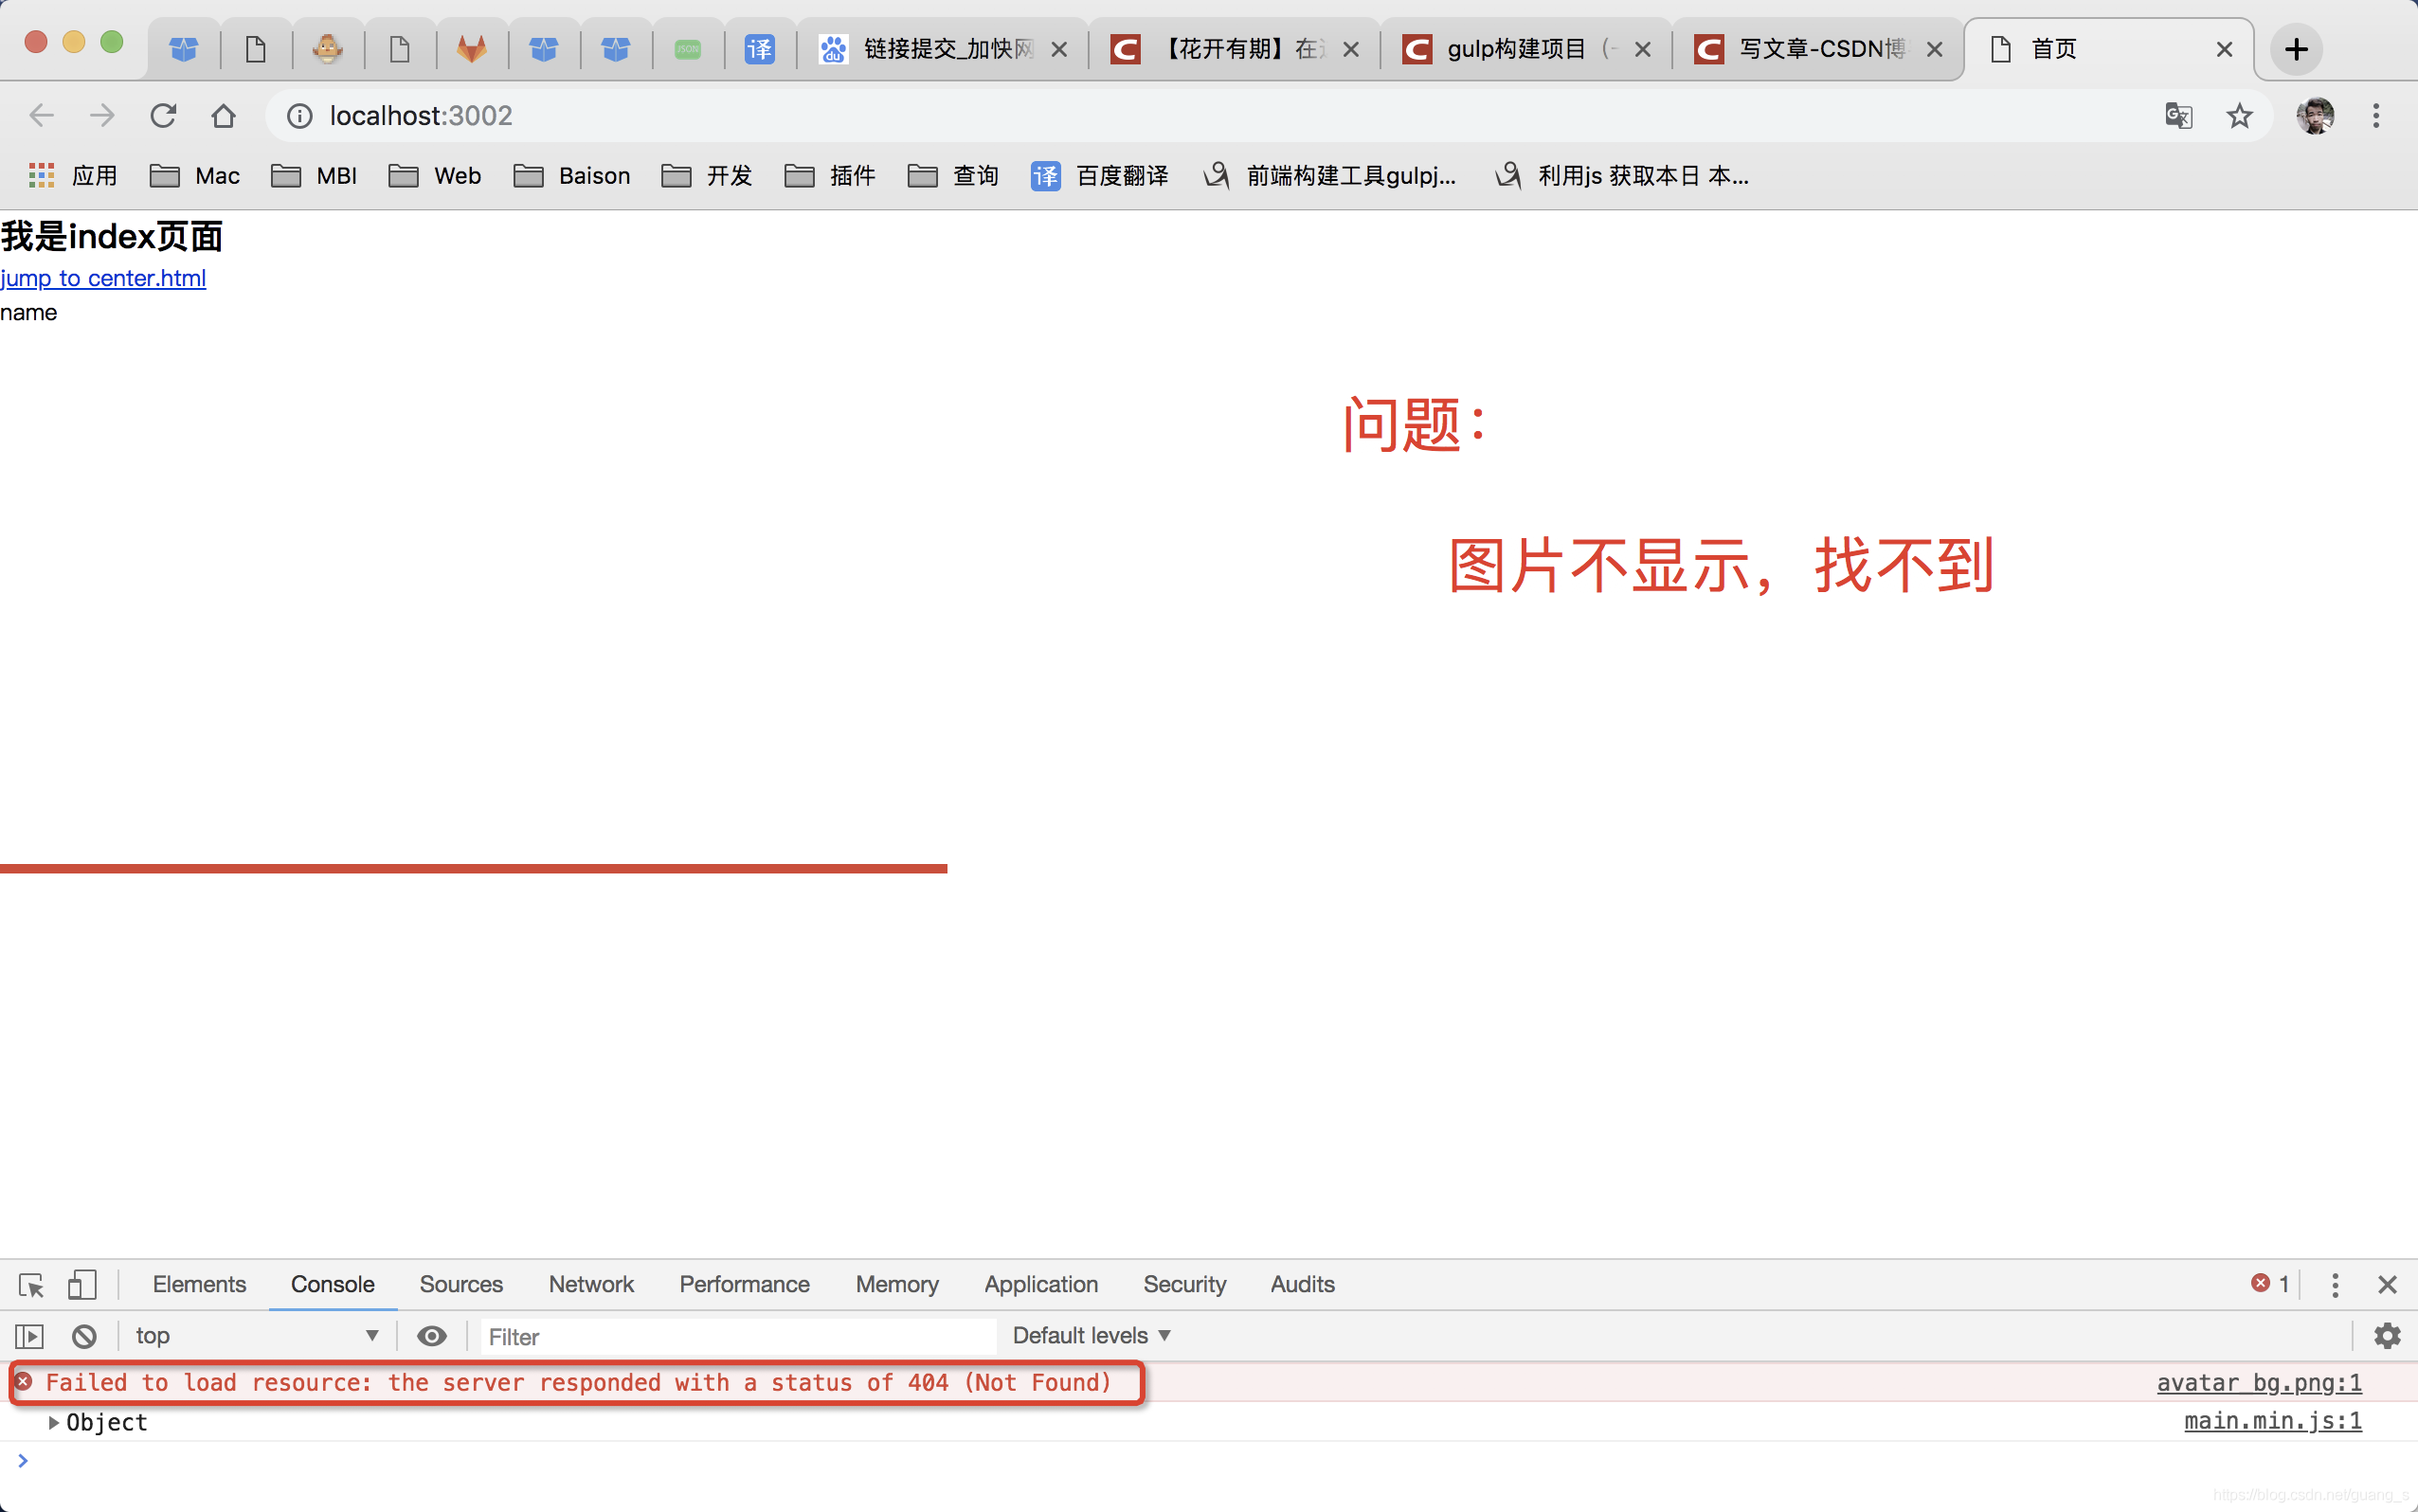 JSON 译 du 链接提交_加快网 【花开有期】在 gulp构建项目 写文章-CSDN博 首页
localhost:3002
应用 Mac MBI Web Baison 开发 插件 查询 译 百度翻译 前端构建工具gulpj... 利用js 获取本日 本...
我是index页面
jump to center.html
name
问题:
图片不显示，找不到
Elements Console Sources Network Performance Memory Application Security Audits 1
top Filter Default levels
Failed to load resource: the server responded with a status of 404 (Not Found) avatar_bg.png:1
Object main.min.js:1
https://blog.csdn.net/guang_s